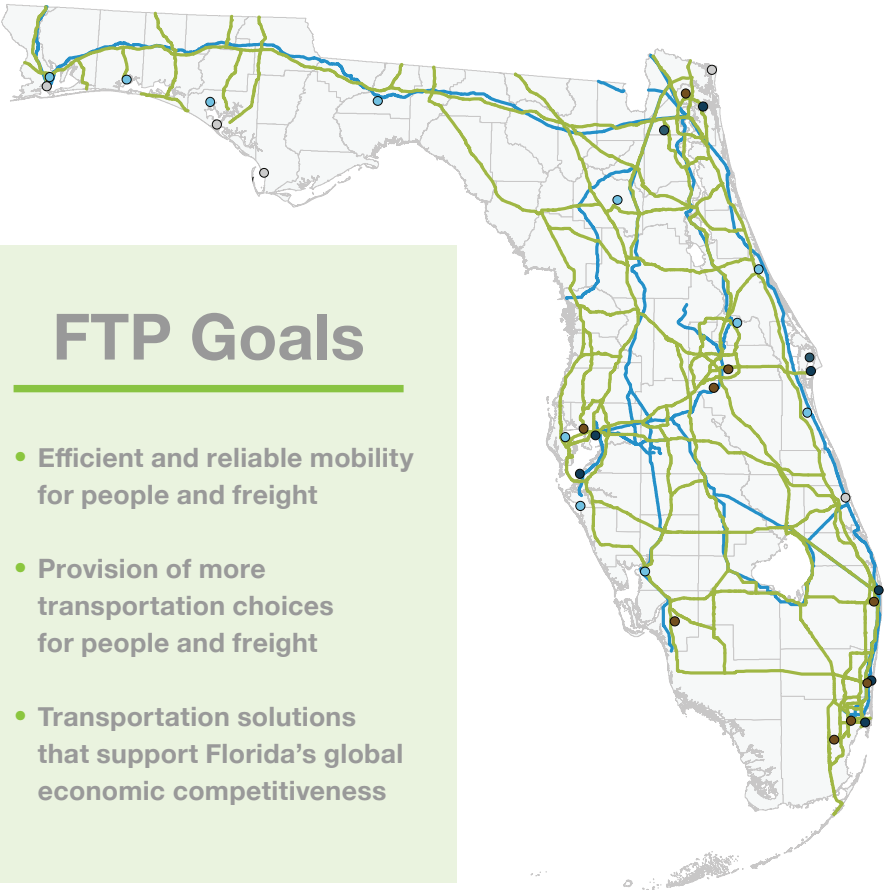 FTP Goals
• Efficient and reliable mobility
for people and freight
• Provision of more
transportation choices
for people and freight
• Transportation solutions
that support Florida’s global
economic competitiveness